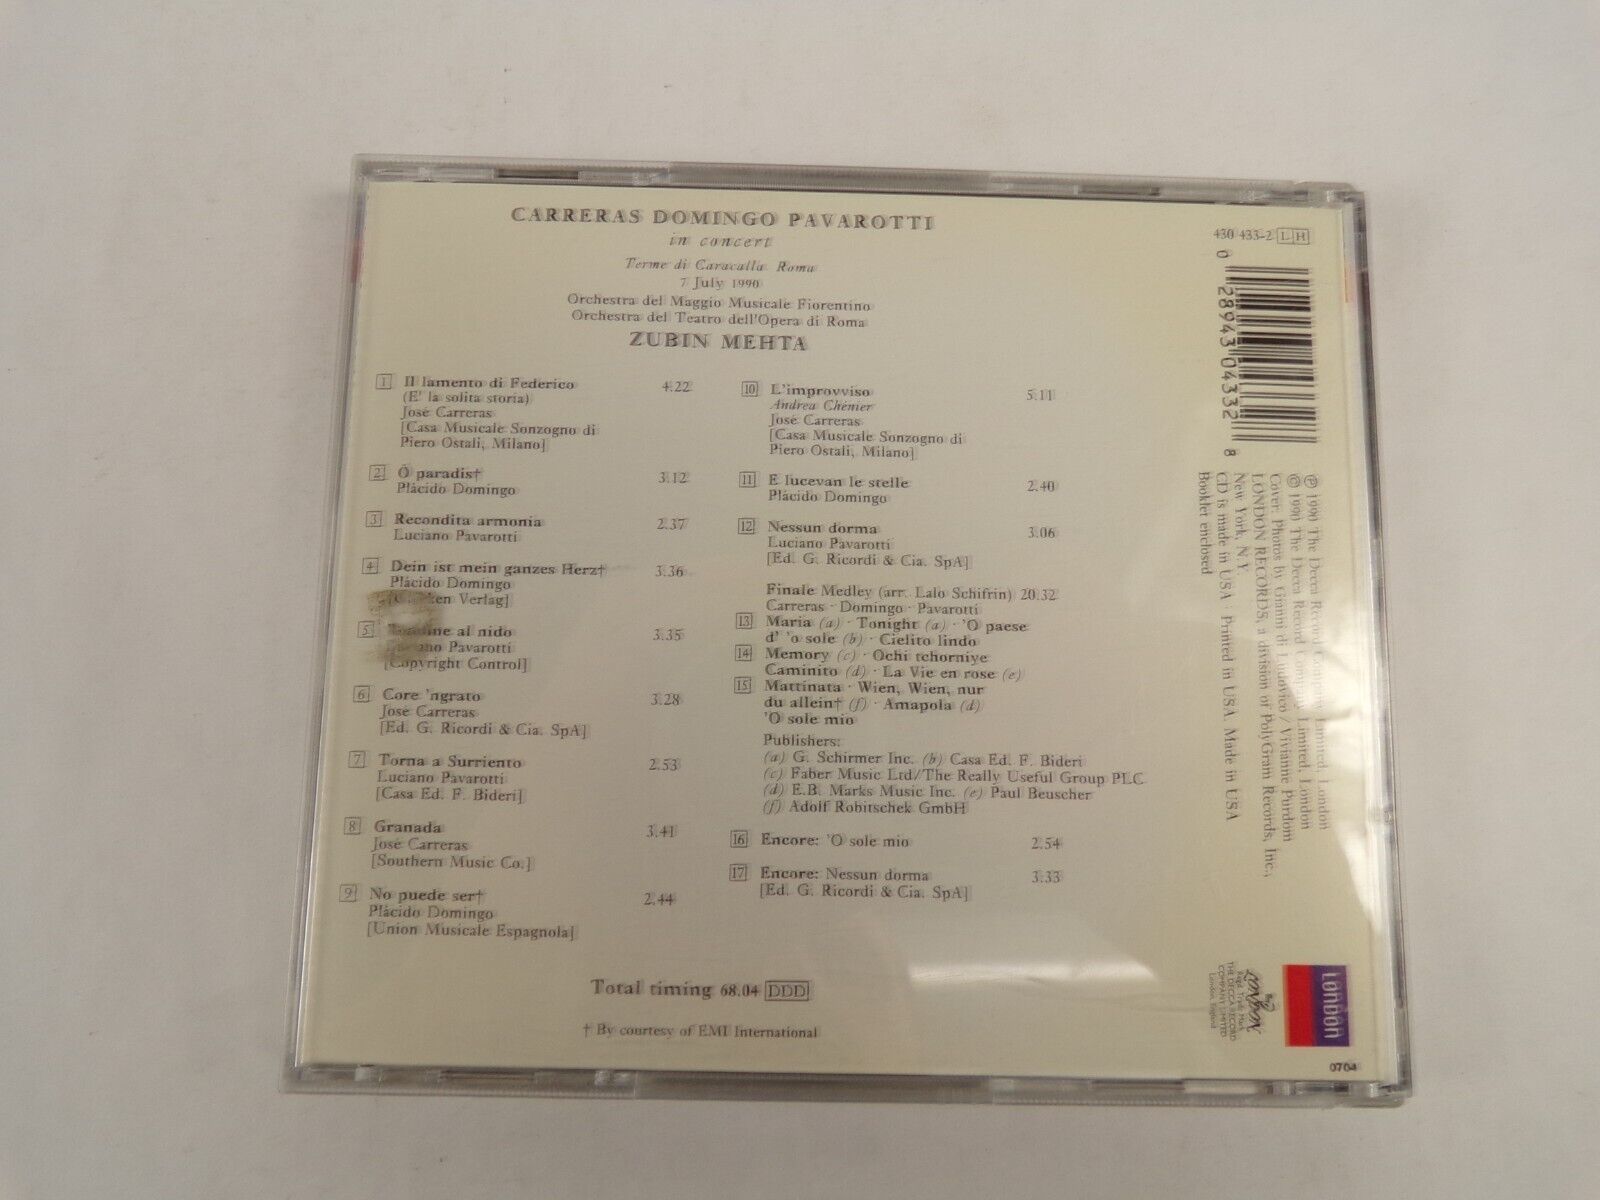 CARRERAS DOMINGO PAVAROTTI
in concert
Terme di Caracalla Roma
7 July 1990
Orchestra del Maggio Musicale Fiorentino
Orchestra del Teatro dell'Opera di Roma
ZUBIN MEHTA
1 Il lamento di Federico 4.22
(E' la solita storia)
José Carreras
[Casa Musicale Sonzogno di
Piero Ostali, Milano]
2 Ó paradis† 3.12
Plácido Domingo
3 Recondita armonia 2.37
Luciano Pavarotti
4 Dein ist mein ganzes Herz† 3.36
Plácido Domingo
Verlag]
5 al nido 3.35
Pavarotti
[Copyright Control]
6 Core 'ngrato 3.28
José Carreras
[Ed. G. Ricordi & Cia. SpA]
7 Torna a Surriento 2.53
Luciano Pavarotti
[Casa Ed. F. Bideri]
8 Granada 3.41
José Carreras
[Southern Music Co.]
9 No puede ser† 2.44
Plácido Domingo
[Union Musicale Espagnola]
10 L'improvviso 5.11
Andrea Chénier
José Carreras
[Casa Musicale Sonzogno di
Piero Ostali, Milano]
11 E lucevan le stelle 2.40
Plácido Domingo
12 Nessun dorma 3.06
Luciano Pavarotti
[Ed. G. Ricordi & Cia. SpA]
Finale Medley (arr. Lalo Schifrin) 20.32
Carreras · Domingo · Pavarotti
13 Maria (a) · Tonight (a) · 'O paese
d' 'o sole (b) · Cielito lindo
14 Memory (c) · Ochi tchorniye
Caminito (d) · La Vie en rose (e)
15 Mattinata · Wien, Wien, nur
du allein† (f) · Amapola (d)
'O sole mio
Publishers:
(a) G. Schirmer Inc. (b) Casa Ed. F. Bideri
(c) Faber Music Ltd/The Really Useful Group PLC
(d) E.B. Marks Music Inc. (e) Paul Beuscher
(f) Adolf Robitschek GmbH
16 Encore: 'O sole mio 2.54
17 Encore: Nessun dorma 3.33
[Ed. G. Ricordi & Cia. SpA]
Total timing 68.04 DDD
† By courtesy of EMI International
430 433-2 LH
0 28943 04332 8
℗ 1990 The Decca Record Company Limited, London
© 1990 The Decca Record Company Limited, London
Cover: Photos by Gianni di Ludovico / Vivianne Purdom
LONDON RECORDS, a division of PolyGram Records, Inc.,
New York, N.Y.
CD is made in USA · Printed in USA. Made in USA
Booklet enclosed
LONDON
London
Regd. Trade Mark
THE DECCA RECORD
COMPANY LIMITED
London, England
0704